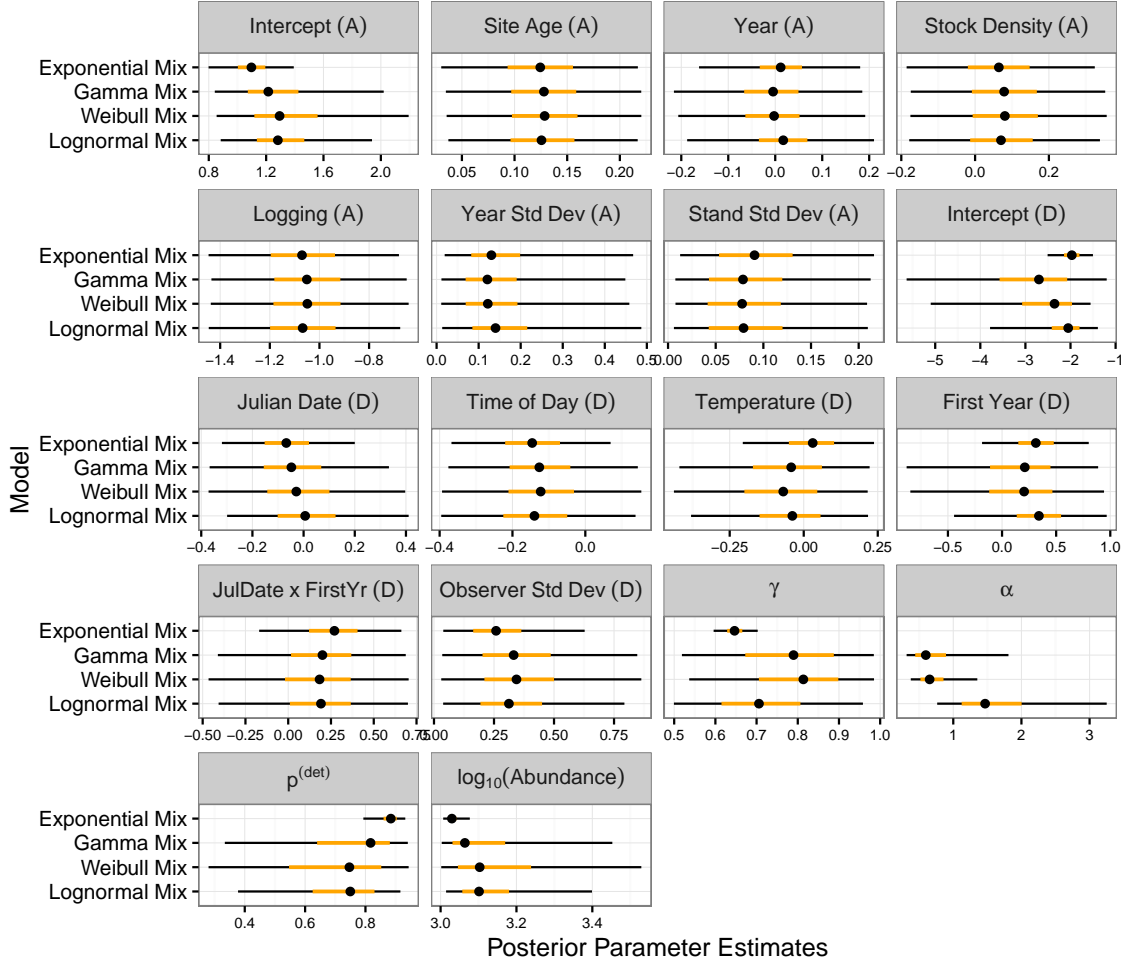 Intercept (A) Site Age (A) Year (A) Stock Density (A)
Exponential Mix
Gamma Mix
Weibull Mix
Lognormal Mix
0.8 1.2 1.6 2.0 0.05 0.10 0.15 0.20 −0.2 −0.1 0.0 0.1 0.2 −0.2 0.0 0.2
Logging (A) Year Std Dev (A) Stand Std Dev (A) Intercept (D)
Exponential Mix
Gamma Mix
Weibull Mix
Lognormal Mix
−1.4 −1.2 −1.0 −0.8 0.0 0.1 0.2 0.3 0.4 0.5 0.00 0.05 0.10 0.15 0.20 −5 −4 −3 −2 −1
Julian Date (D) Time of Day (D) Temperature (D) First Year (D)
Exponential Mix
Gamma Mix
Weibull Mix
Lognormal Mix
−0.4 −0.2 0.0 0.2 0.4 −0.4 −0.2 0.0 −0.25 0.00 0.25 −0.5 0.0 0.5 1.0
JulDate x FirstYr (D) Observer Std Dev (D) γ α
Exponential Mix
Gamma Mix
Weibull Mix
Lognormal Mix
−0.50 −0.25 0.00 0.25 0.50 0.75 0.00 0.25 0.50 0.75 0.5 0.6 0.7 0.8 0.9 1.0 1 2 3
p(det) log10(Abundance)
Exponential Mix
Gamma Mix
Weibull Mix
Lognormal Mix
0.4 0.6 0.8 3.0 3.2 3.4
Posterior Parameter Estimates
Model